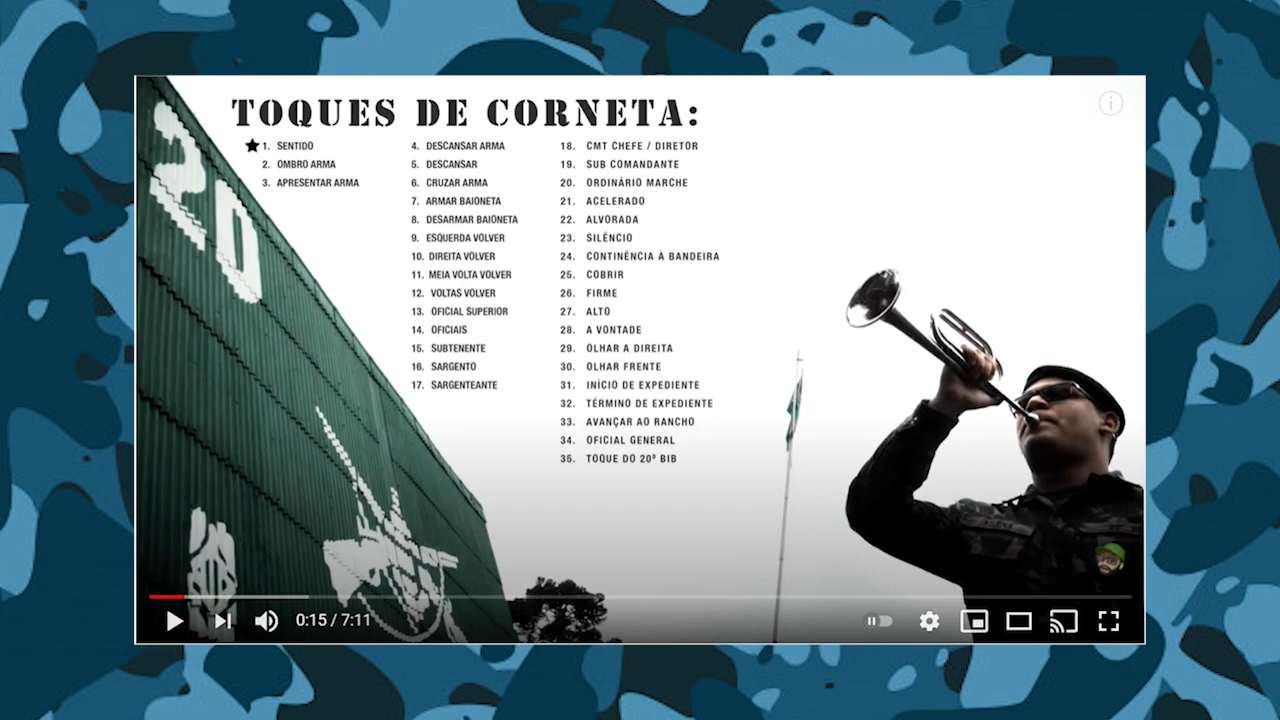 TOQUES DE CORNETA:
1. SENTIDO
2. OMBRO ARMA
3. APRESENTAR ARMA
4. DESCANSAR ARMA
5. DESCANSAR
6. CRUZAR ARMA
7. ARMAR BAIONETA
8. DESARMAR BAIONETA
9. ESQUERDA VOLVER
10. DIREITA VOLVER
11. MEIA VOLTA VOLVER
12. VOLTAS VOLVER
13. OFICIAL SUPERIOR
14. OFICIAIS
15. SUBTENENTE
16. SARGENTO
17. SARGENTEANTE
18. CMT CHEFE / DIRETOR
19. SUB COMANDANTE
20. ORDINÁRIO MARCHE
21. ACELERADO
22. ALVORADA
23. SILÊNCIO
24. CONTINÊNCIA À BANDEIRA
25. COBRIR
26. FIRME
27. ALTO
28. A VONTADE
29. OLHAR A DIREITA
30. OLHAR FRENTE
31. INÍCIO DE EXPEDIENTE
32. TÉRMINO DE EXPEDIENTE
33. AVANÇAR AO RANCHO
34. OFICIAL GENERAL
35. TOQUE DO 20º BIB
20
0:15 / 7:11